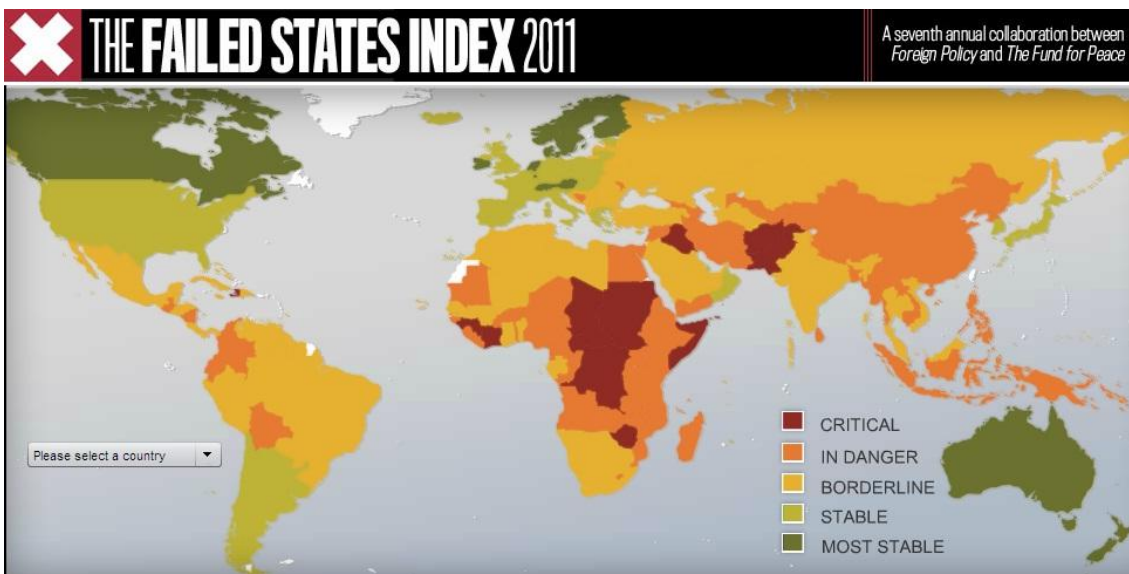 THE FAILED STATES INDEX 2011
A seventh annual collaboration between
Foreign Policy and The Fund for Peace
Please select a country
CRITICAL
IN DANGER
BORDERLINE
STABLE
MOST STABLE